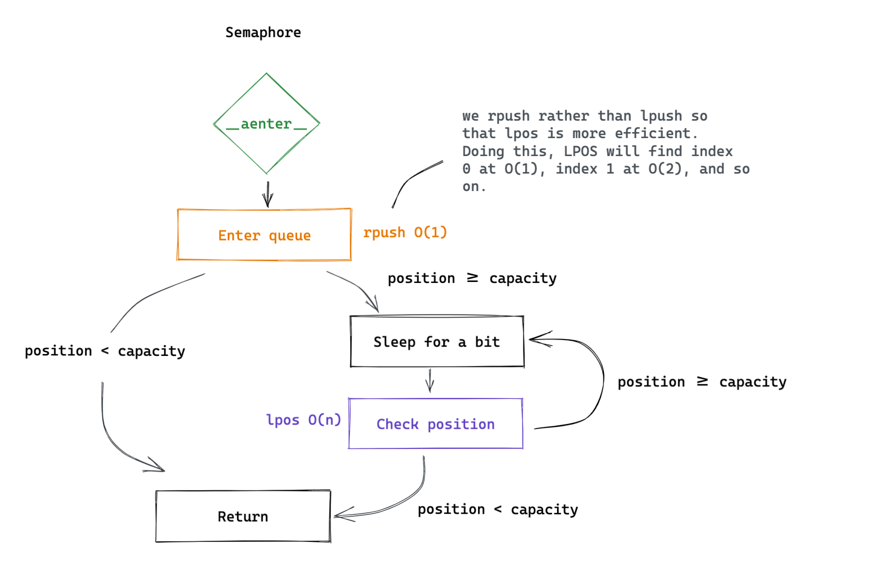 Semaphore
__aenter__
we rpush rather than lpush so
that lpos is more efficient.
Doing this, LPOS will find index
0 at O(1), index 1 at O(2), and so
on.
Enter queue
rpush O(1)
position ≥ capacity
Sleep for a bit
position < capacity
position ≥ capacity
lpos O(n)
Check position
position < capacity
Return